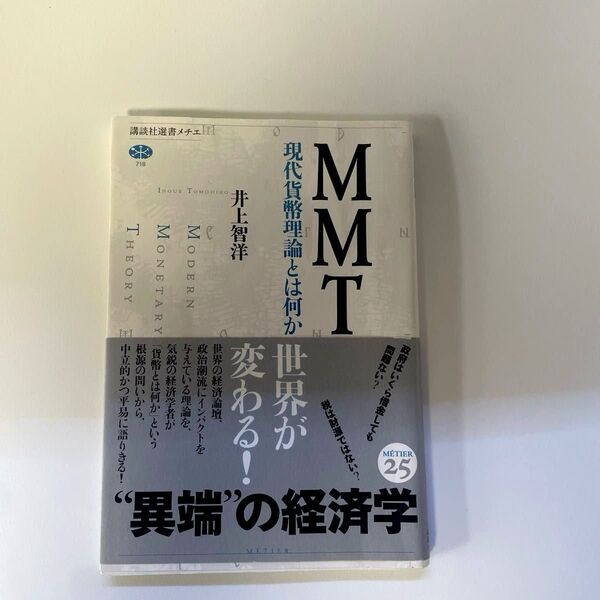 講談社選書メチエ
718
MMT
現代貨幣理論とは何か
INOUE TOMOHIRO
井上智洋
MODERN
MONETARY
THEORY
政府はいくら借金しても
問題ない?
税は財源ではない?
世界が
変わる!
世界の経済論壇、
政治潮流にインパクトを
与えている理論を、
気鋭の経済学者が
「貨幣とは何か」という
根源の問いから、
中立的かつ平易に語りきる!
MÉTIER
25
“異端”の経済学
MÉTIER